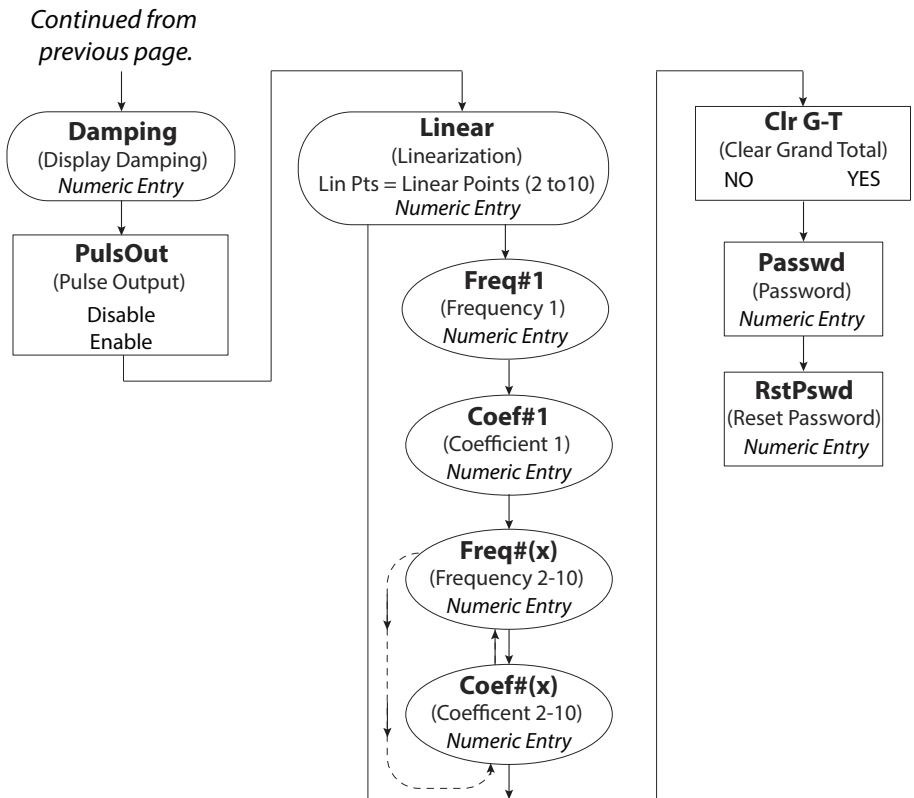 Continued from
previous page.
Damping
(Display Damping)
Numeric Entry
PulsOut
(Pulse Output)
Disable
Enable
Linear
(Linearization)
Lin Pts = Linear Points (2 to10)
Numeric Entry
Freq#1
(Frequency 1)
Numeric Entry
Coef#1
(Coefficient 1)
Numeric Entry
Freq#(x)
(Frequency 2-10)
Numeric Entry
Coef#(x)
(Coefficent 2-10)
Numeric Entry
Clr G-T
(Clear Grand Total)
NO YES
Passwd
(Password)
Numeric Entry
RstPswd
(Reset Password)
Numeric Entry